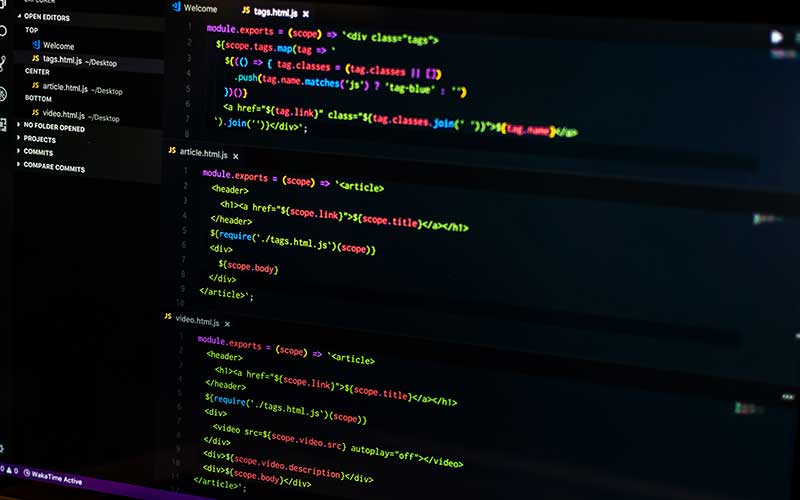 EXPLORER
OPEN EDITORS
TOP
Welcome
JS tags.html.js ~/Desktop
CENTER
JS article.html.js ~/Desktop
BOTTOM
JS video.html.js ~/Desktop
NO FOLDER OPENED
PROJECTS
COMMITS
COMPARE COMMITS
Welcome
JS tags.html.js ×
1 module.exports = (scope) => `<div class="tags">
2 ${scope.tags.map(tag => `
3 ${(() => { tag.classes = (tag.classes || [])
4 .push(tag.name.matches('js') ? 'tag-blue' : '')
5 })()}
6 <a href="${tag.link}" class="${tag.classes.join(' ')}">${tag.name}</a>
7 `).join('')}</div>`;
8
JS article.html.js ×
1 module.exports = (scope) => `<article>
2 <header>
3 <h1><a href="${scope.link}">${scope.title}</a></h1>
4 </header>
5 ${require('./tags.html.js')(scope)}
6 <div>
7 ${scope.body}
8 </div>
9 </article>`;
10
JS video.html.js ×
1 module.exports = (scope) => `<article>
2 <header>
3 <h1><a href="${scope.link}">${scope.title}</a></h1>
4 </header>
5 ${require('./tags.html.js')(scope)}
6 <div>
7 <video src=${scope.video.src} autoplay="off"></video>
8 </div>
9 <div>${scope.video.description}</div>
10 <div>${scope.body}</div>
11 </article>`;
0 0 WakaTime Active